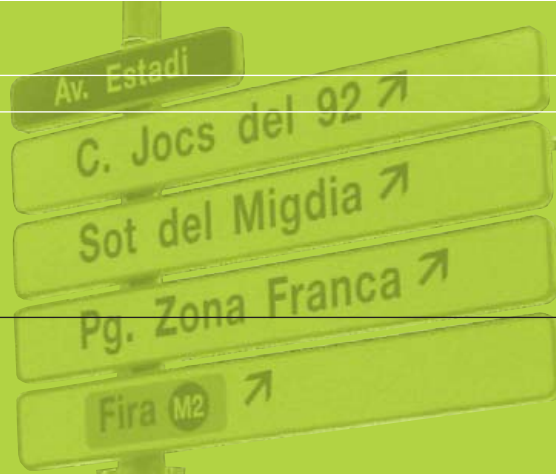 Av. Estadi
C. Jocs del 92
Sot del Migdia
Pg. Zona Franca
Fira M2